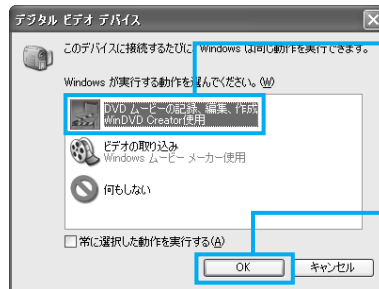 デジタル ビデオ デバイス
このデバイスに接続するたびに、Windows は同じ動作を実行できます。
Windows が実行する動作を選んでください。(W)
DVD ムービーの記録、編集、作成
WinDVD Creator使用
ビデオの取り込み
Windows ムービー メーカー使用
何もしない
常に選択した動作を実行する(A)
OK
キャンセル